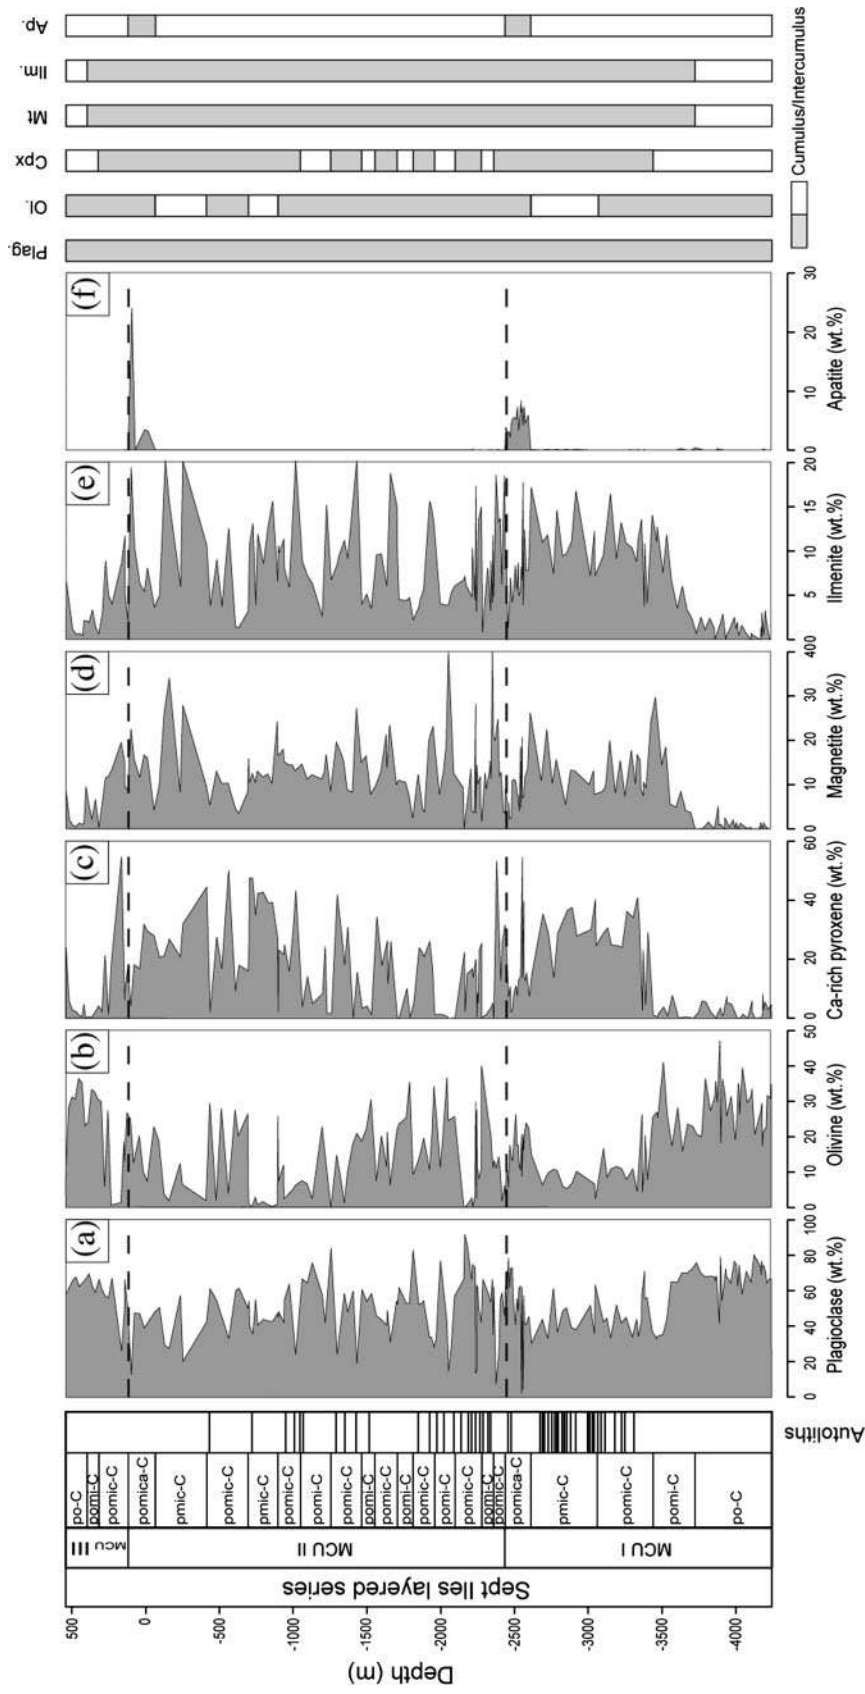 Depth (m)
500
0
-500
-1000
-1500
-2000
-2500
-3000
-3500
-4000
Sept Iles layered series
MCU III
MCU II
MCU I
po-C
pomi-C
pomic-C
pomica-C
pmic-C
pomic-C
pmic-C
pomic-C
pomi-C
pomic-C
pomi-C
pomic-C
pomi-C
pomic-C
pomi-C
pomic-C
pomi-C
pomic-C
pomica-C
pmic-C
pomic-C
pomi-C
po-C
Autoliths
(a)
0 20 40 60 80 100
Plagioclase (wt.%)
(b)
0 10 20 30 40 50
Olivine (wt.%)
(c)
0 20 40 60
Ca-rich pyroxene (wt.%)
(d)
0 10 20 30 40
Magnetite (wt.%)
(e)
0 5 10 15 20
Ilmenite (wt.%)
(f)
0 10 20 30
Apatite (wt.%)
Plag.
Ol.
Cpx
Mt
Ilm.
Ap.
Cumulus/Intercumulus